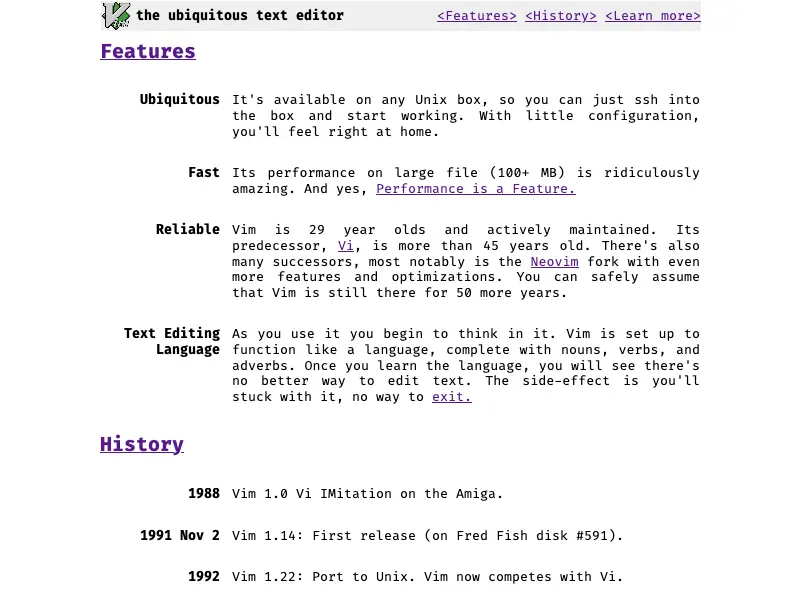 the ubiquitous text editor <Features> <History> <Learn more>
Features
Ubiquitous It's available on any Unix box, so you can just ssh into
the box and start working. With little configuration,
you'll feel right at home.
Fast Its performance on large file (100+ MB) is ridiculously
amazing. And yes, Performance is a Feature.
Reliable Vim is 29 year olds and actively maintained. Its
predecessor, Vi, is more than 45 years old. There's also
many successors, most notably is the Neovim fork with even
more features and optimizations. You can safely assume
that Vim is still there for 50 more years.
Text Editing As you use it you begin to think in it. Vim is set up to
Language function like a language, complete with nouns, verbs, and
adverbs. Once you learn the language, you will see there's
no better way to edit text. The side-effect is you'll
stuck with it, no way to exit.
History
1988 Vim 1.0 Vi IMitation on the Amiga.
1991 Nov 2 Vim 1.14: First release (on Fred Fish disk #591).
1992 Vim 1.22: Port to Unix. Vim now competes with Vi.